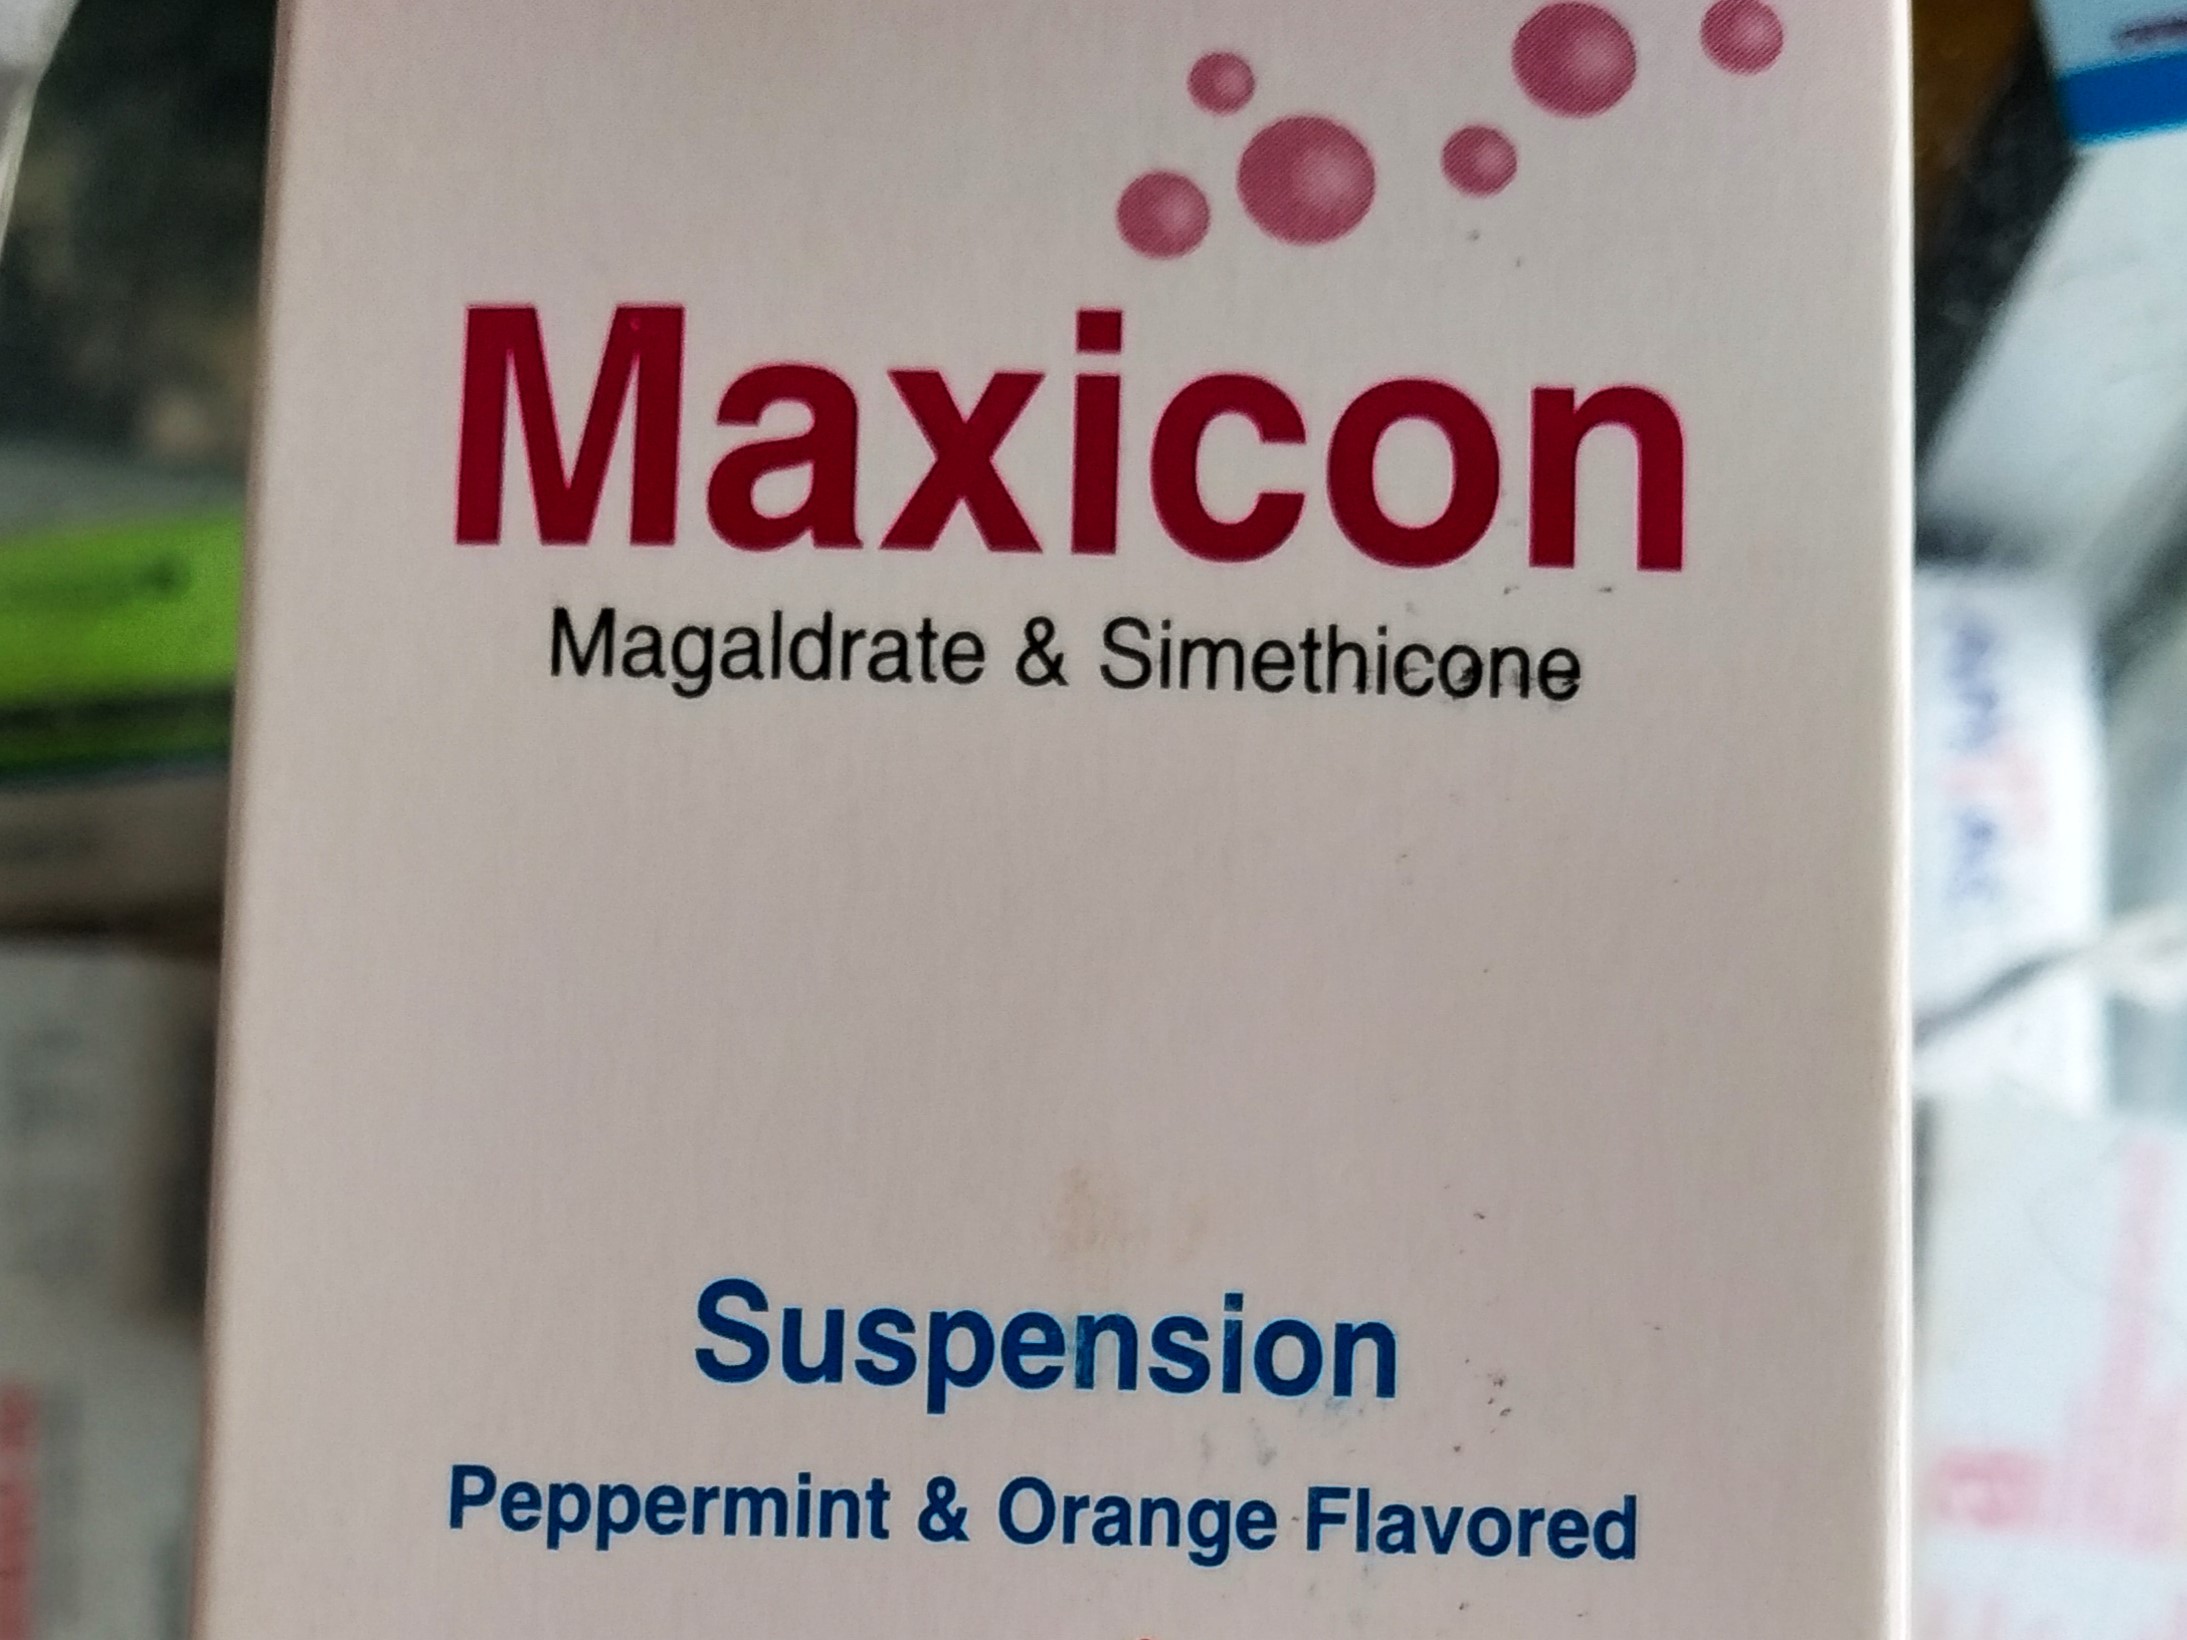 Maxicon
Magaldrate & Simethicone
Suspension
Peppermint & Orange Flavored